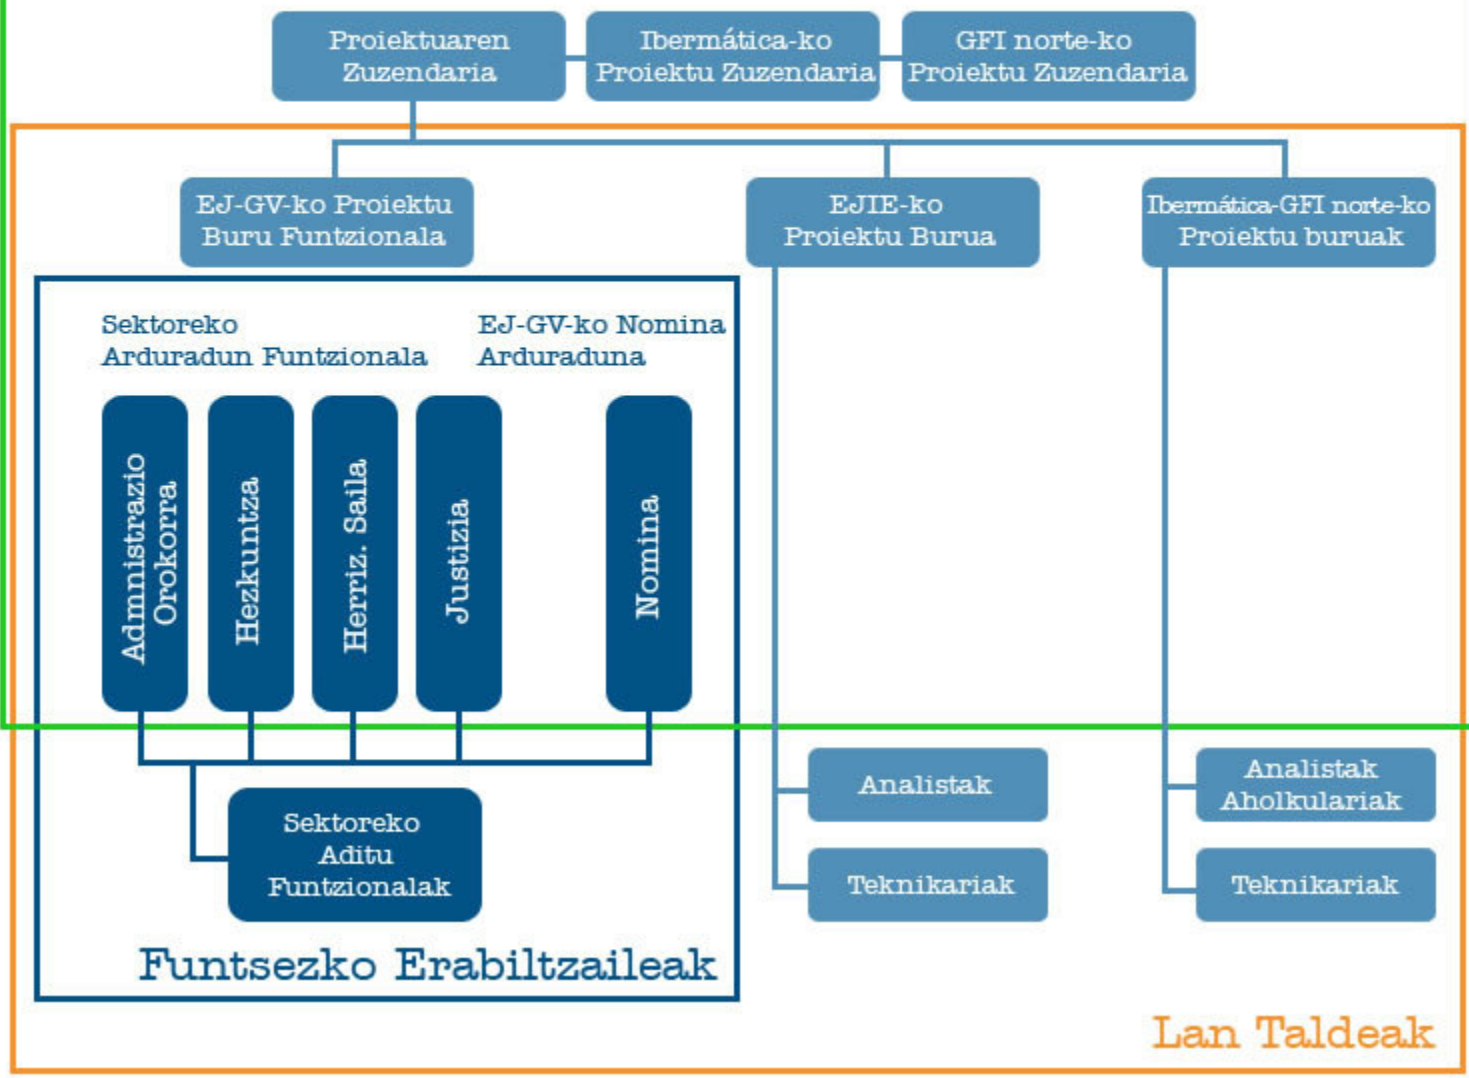 Proiektuaren
Zuzendaria
Ibermática-ko
Proiektu Zuzendaria
GFI norte-ko
Proiektu Zuzendaria
EJ-GV-ko Proiektu
Buru Funtzionala
EJIE-ko
Proiektu Burua
Ibermática-GFI norte-ko
Proiektu buruak
Sektoreko
Arduradun Funtzionala
EJ-GV-ko Nomina
Arduraduna
Admnistrazio
Orokorra
Hezkuntza
Herriz. Saila
Justizia
Nomina
Sektoreko
Aditu
Funtzionalak
Analistak
Teknikariak
Analistak
Aholkulariak
Teknikariak
Funtsezko Erabiltzaileak
Lan Taldeak